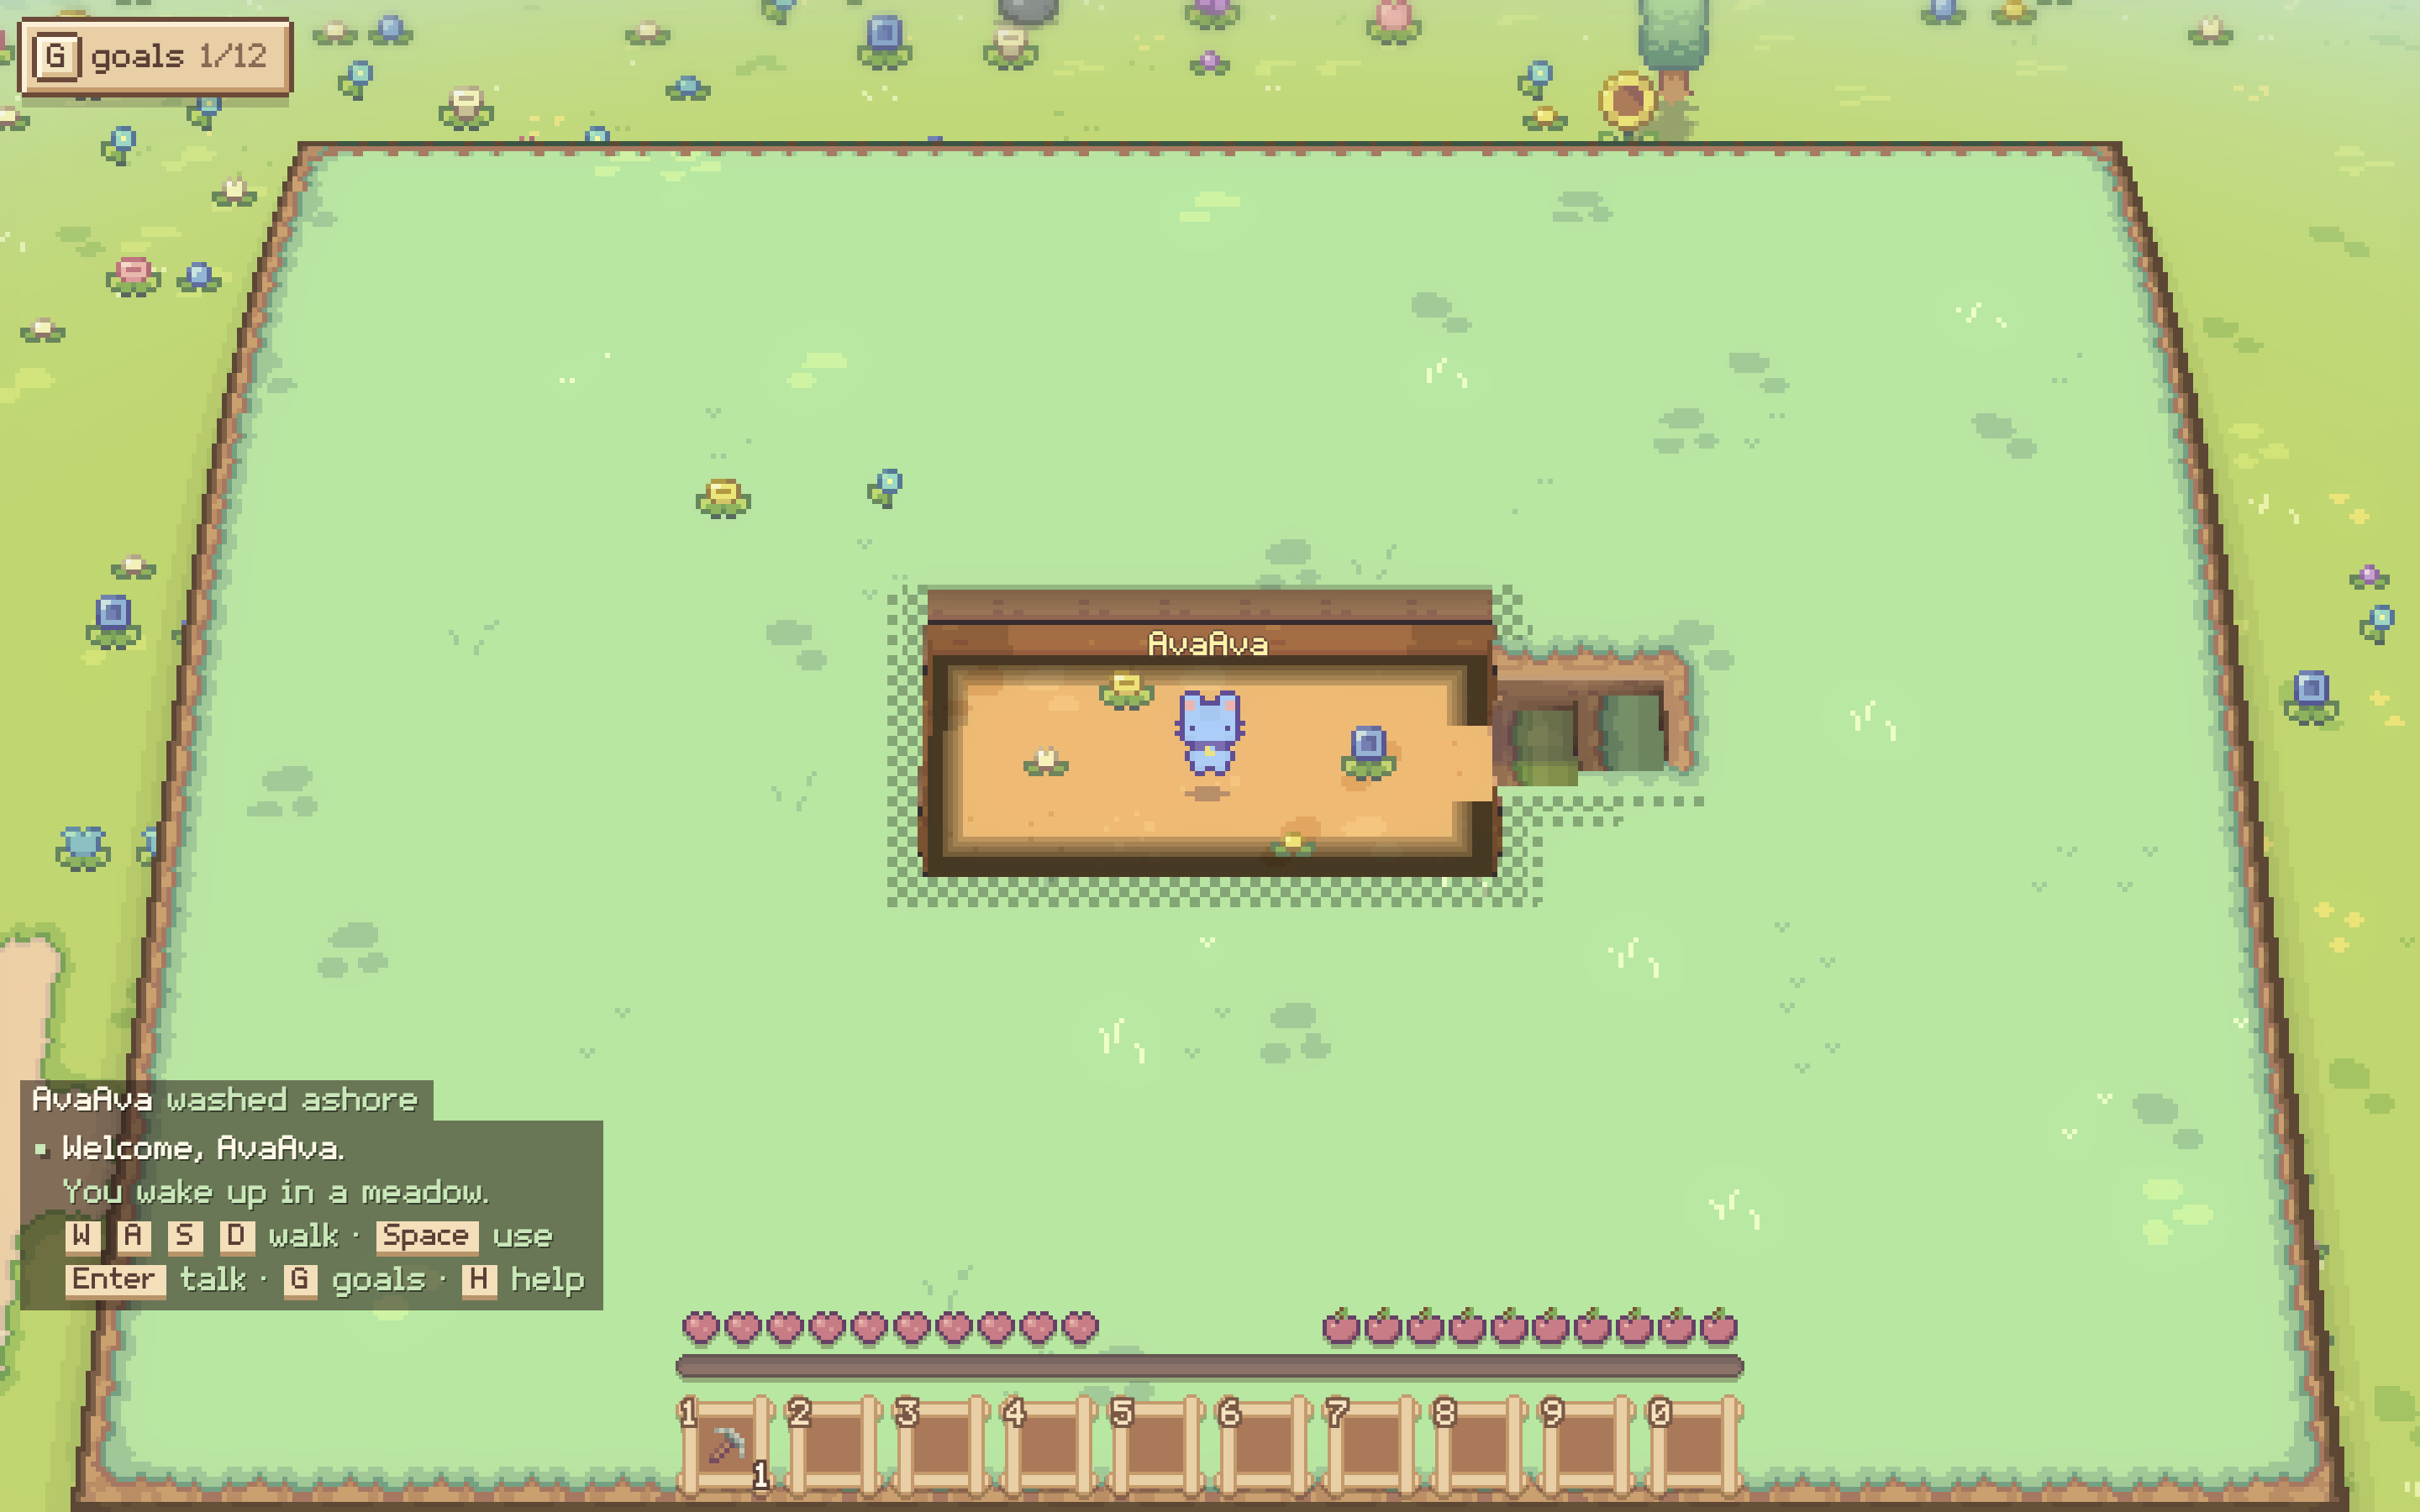 G goals 1/12
AvaAva
AvaAva washed ashore
Welcome, AvaAva.
You wake up in a meadow.
W A S D walk · Space use
Enter talk · G goals · H help
1 2 3 4 5 6 7 8 9 0
1